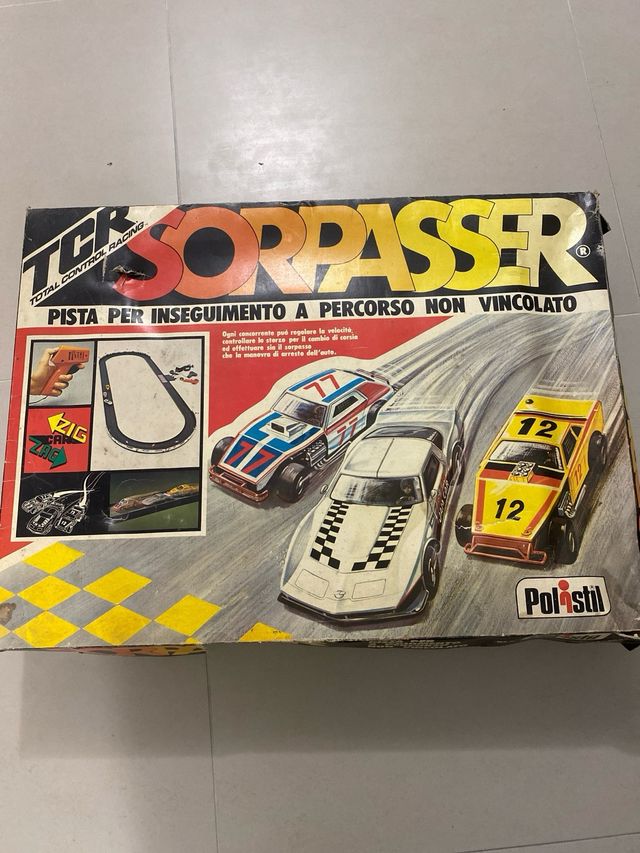 TCR
TOTAL CONTROL RACING
SORPASSER®
PISTA PER INSEGUIMENTO A PERCORSO NON VINCOLATO
Ogni concorrente può regolare la velocità,
controllare lo sterzo per il cambio di corsia
ed effettuare sia il sorpasso
che la manovra di arresto dell'auto.
ZIG
CAR
ZAG
77
77
77
12
12
12
Polistil